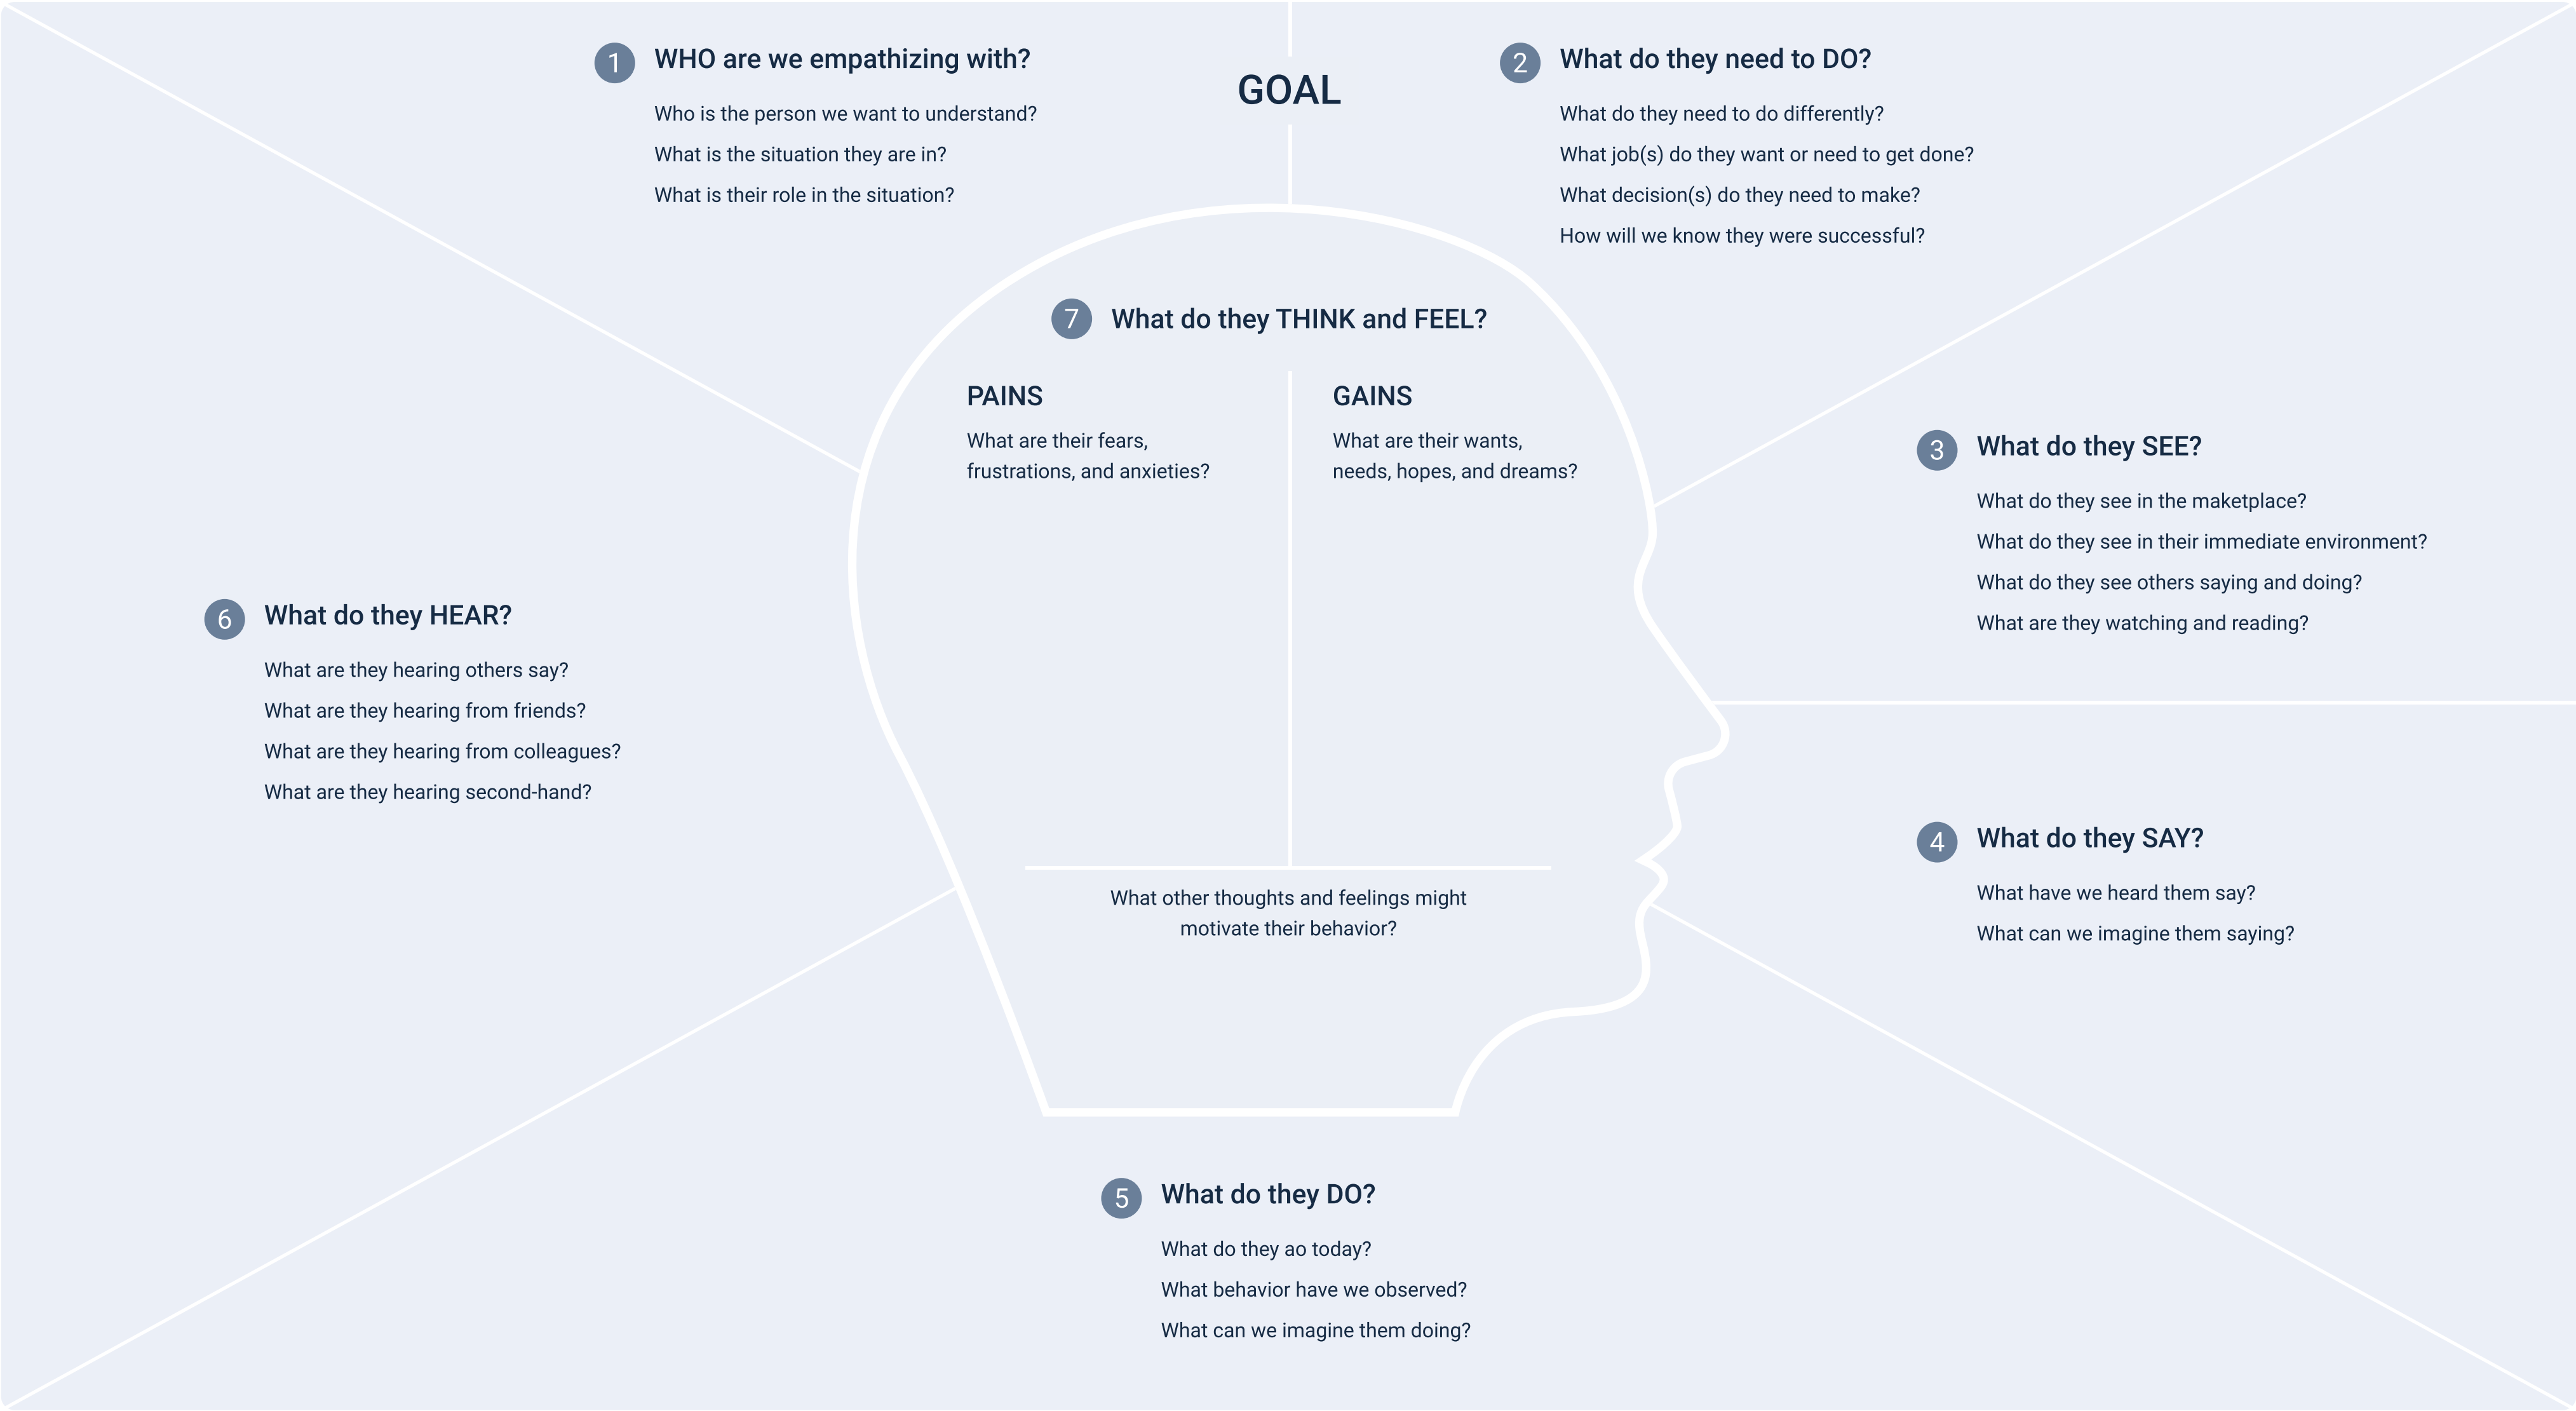 GOAL
1
WHO are we empathizing with?
Who is the person we want to understand?
What is the situation they are in?
What is their role in the situation?
2
What do they need to DO?
What do they need to do differently?
What job(s) do they want or need to get done?
What decision(s) do they need to make?
How will we know they were successful?
3
What do they SEE?
What do they see in the maketplace?
What do they see in their immediate environment?
What do they see others saying and doing?
What are they watching and reading?
4
What do they SAY?
What have we heard them say?
What can we imagine them saying?
5
What do they DO?
What do they ao today?
What behavior have we observed?
What can we imagine them doing?
6
What do they HEAR?
What are they hearing others say?
What are they hearing from friends?
What are they hearing from colleagues?
What are they hearing second-hand?
7
What do they THINK and FEEL?
PAINS
What are their fears,
frustrations, and anxieties?
GAINS
What are their wants,
needs, hopes, and dreams?
What other thoughts and feelings might
motivate their behavior?